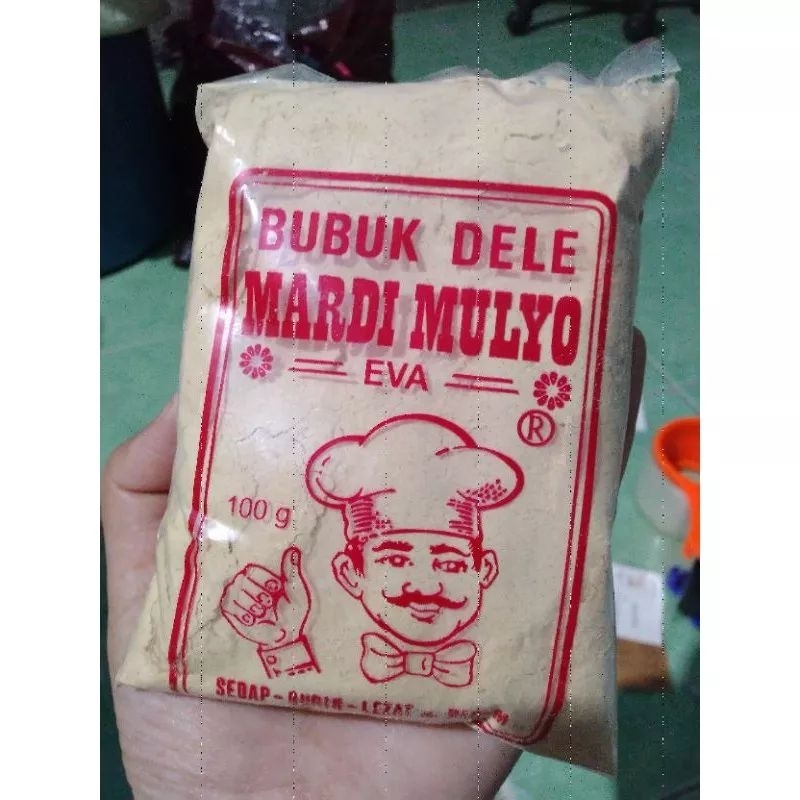 BUBUK DELE
MARDI MULYO
EVA
®
100 g
SEDAP - GURIH - LEZAT